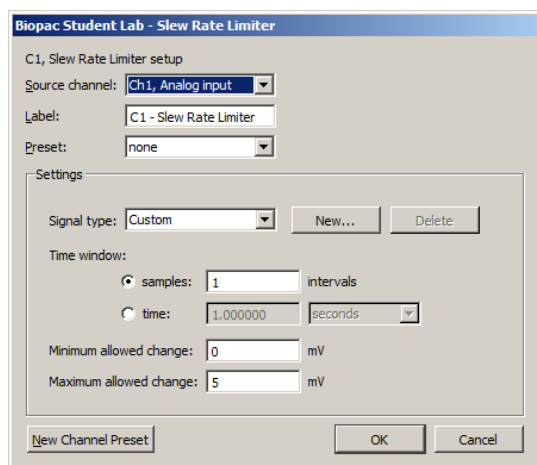 Biopac Student Lab - Slew Rate Limiter
C1, Slew Rate Limiter setup
Source channel: Ch1, Analog input
Label: C1 - Slew Rate Limiter
Preset: none
Settings
Signal type: Custom New... Delete
Time window:
samples: 1 intervals
time: 1.000000 seconds
Minimum allowed change: 0 mV
Maximum allowed change: 5 mV
New Channel Preset OK Cancel